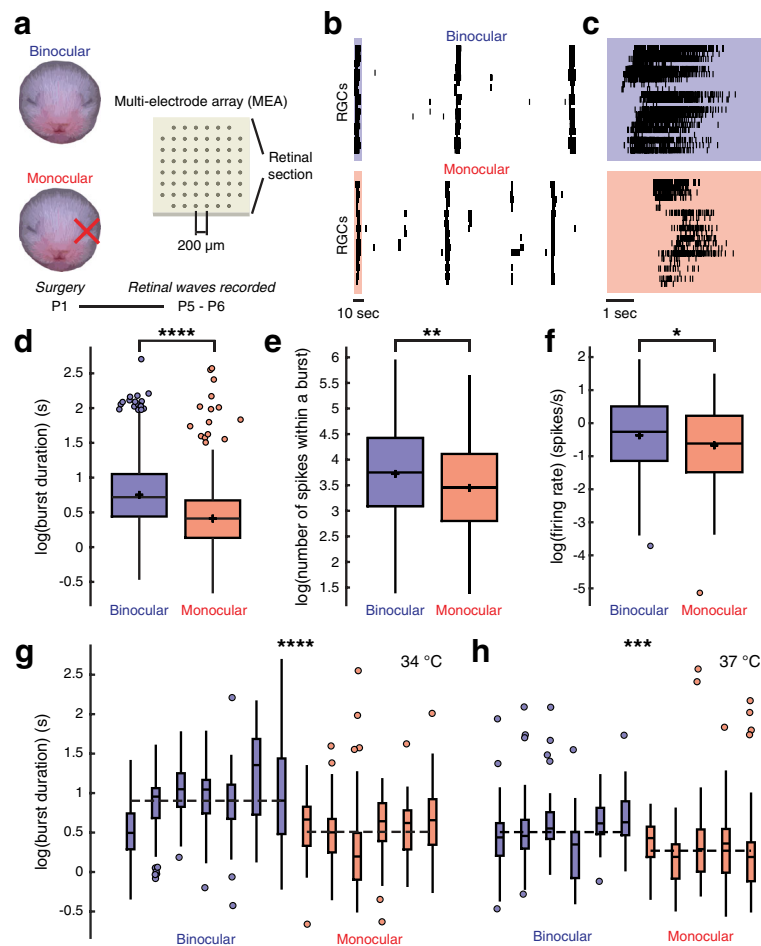 a
Binocular
Monocular
Multi-electrode array (MEA)
Retinal
section
200 µm
Surgery
Retinal waves recorded
P1
P5 - P6
b
Binocular
RGCs
Monocular
RGCs
10 sec
c
1 sec
d
****
log(burst duration) (s)
2.5
2
1.5
1
0.5
0
-0.5
Binocular
Monocular
e
**
log(number of spikes within a burst)
6
5.5
5
4.5
4
3.5
3
2.5
2
1.5
Binocular
Monocular
f
*
log(firing rate) (spikes/s)
2
1
0
-1
-2
-3
-4
-5
Binocular
Monocular
g
****
34 °C
log(burst duration) (s)
2.5
2
1.5
1
0.5
0
-0.5
Binocular
Monocular
h
***
37 °C
Binocular
Monocular